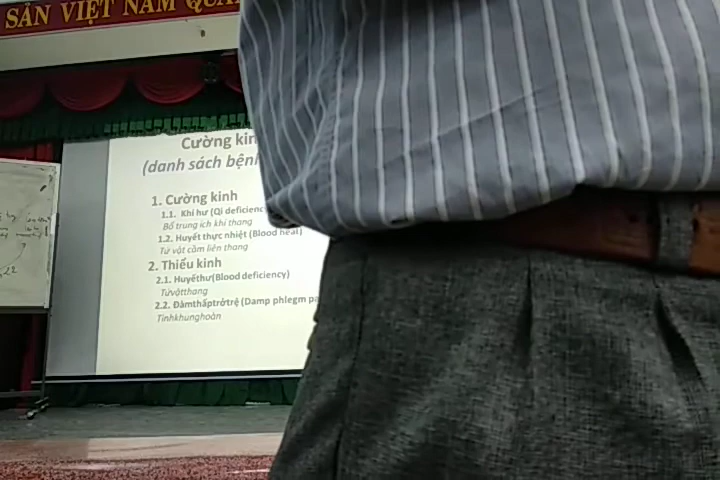 SẢN VIỆT NAM QUA
Cường kin
(danh sách bệnh
1. Cường kinh
1.1. Khí hư (Qi deficienc
Bổ trung ích khí thang
1.2. Huyết thực nhiệt (Blood heat)
Tứ vật cầm liên thang
2. Thiểu kinh
2.1. Huyếthư(Blood deficiency)
Tứvậtthang
2.2. Đàmthấptrởtrệ (Damp phlegm pa
Tinhkhunghoàn